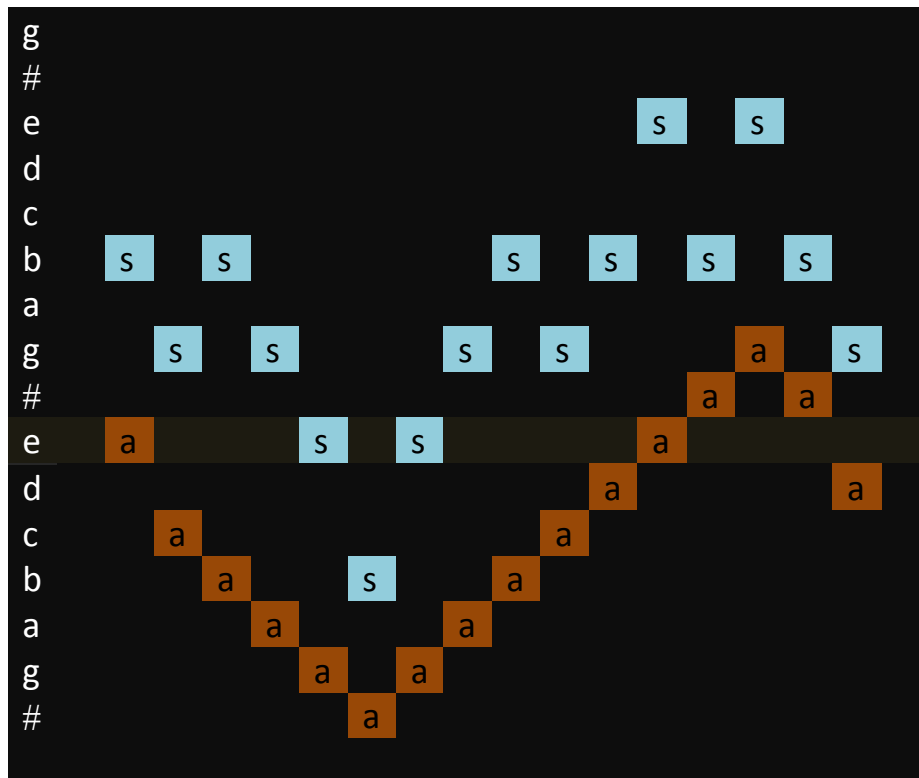 g
#
e s s
d
c
b s s s s s s
a
g s s s s a s
# a a
e a s s a
d a a
c a a
b a s a
a a a
g a a
# a